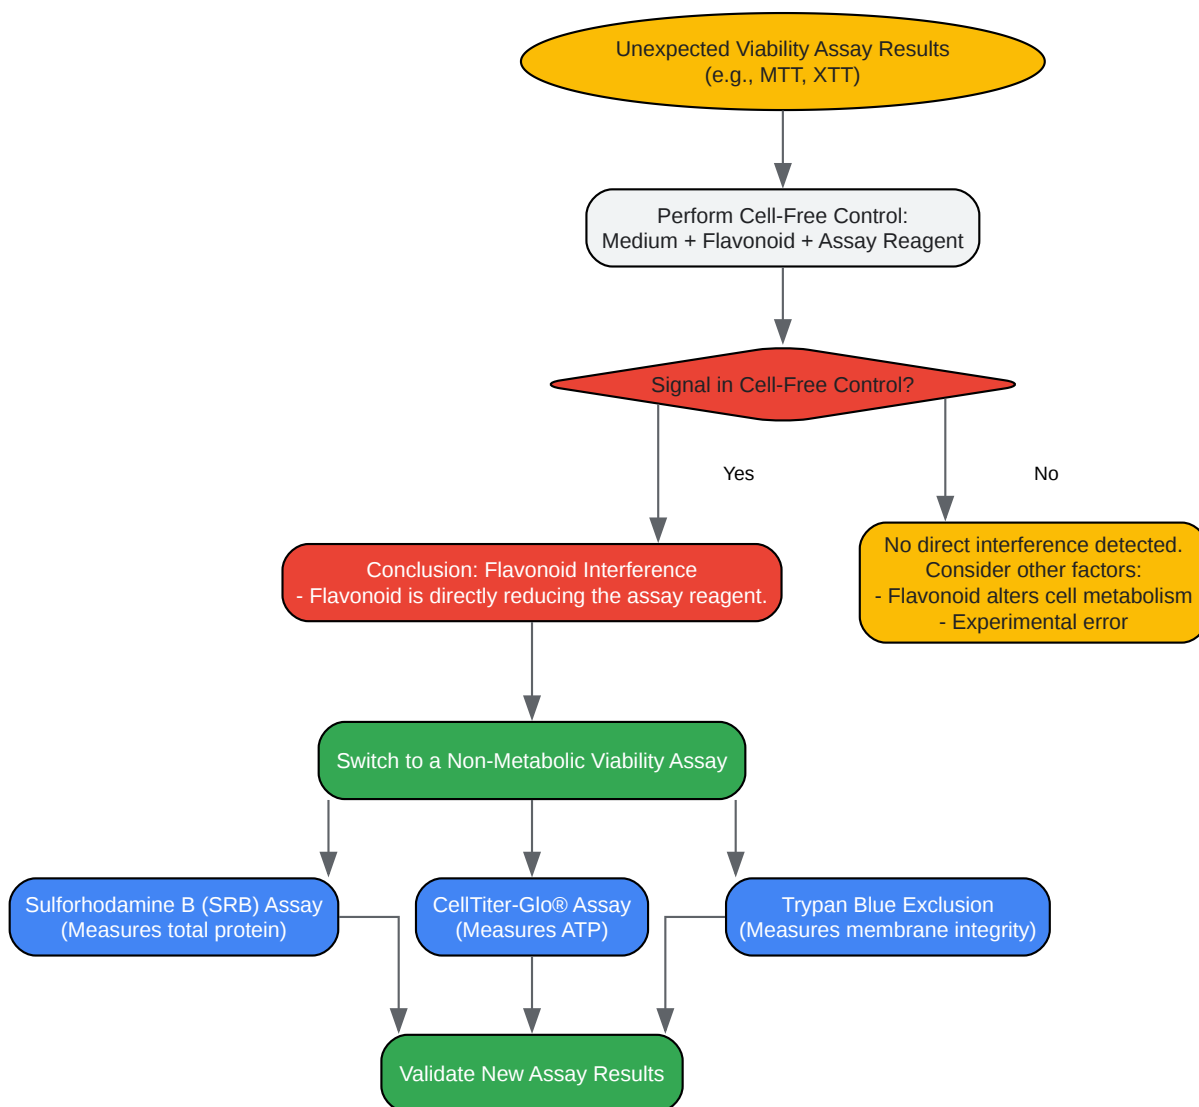 Unexpected Viability Assay Results
(e.g., MTT, XTT)
Perform Cell-Free Control:
Medium + Flavonoid + Assay Reagent
Signal in Cell-Free Control?
Yes
No
No direct interference detected.
Consider other factors:
- Flavonoid alters cell metabolism
- Experimental error
Conclusion: Flavonoid Interference
- Flavonoid is directly reducing the assay reagent.
Switch to a Non-Metabolic Viability Assay
Sulforhodamine B (SRB) Assay
(Measures total protein)
CellTiter-Glo® Assay
(Measures ATP)
Trypan Blue Exclusion
(Measures membrane integrity)
Validate New Assay Results